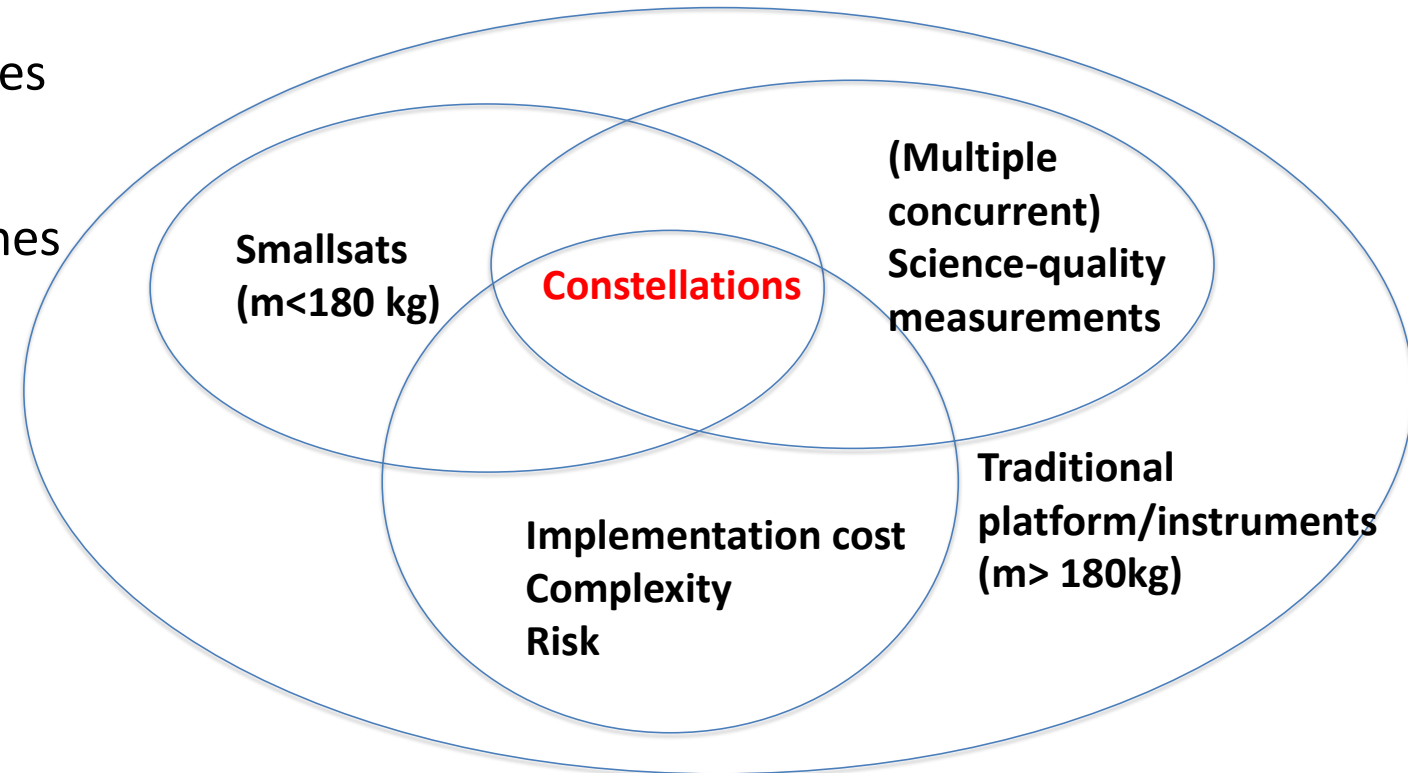 es
nes
(Multiple
concurrent)
Science-quality
measurements
Smallsats
(m<180 kg)
Constellations
Traditional
platform/instruments
(m> 180kg)
Implementation cost
Complexity
Risk